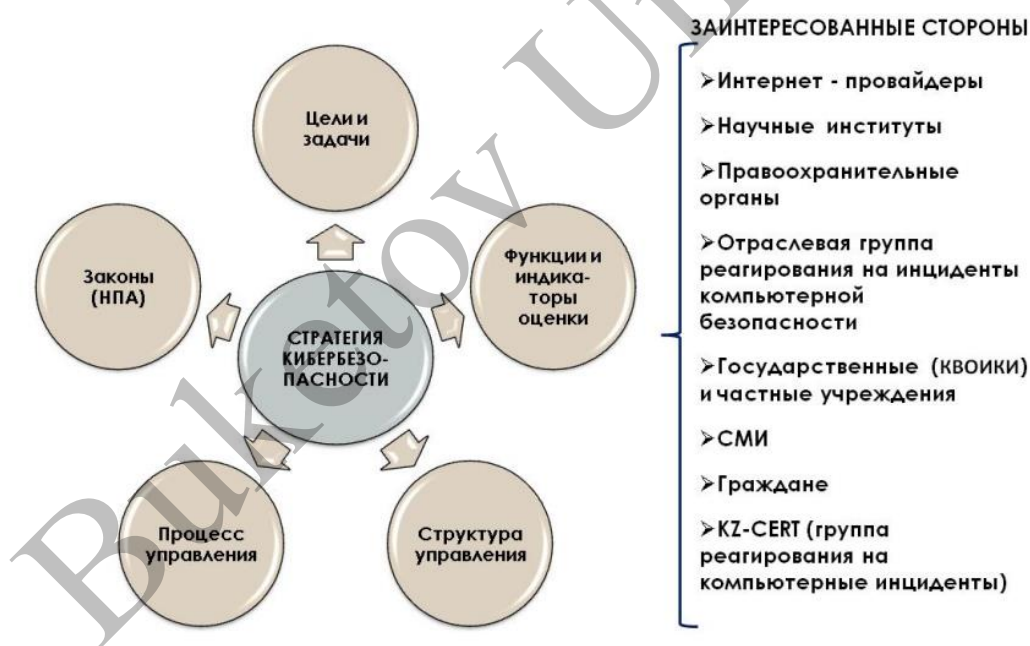 ЗАИНТЕРЕСОВАННЫЕ СТОРОНЫ
Цели и
задачи
Законы
(НПА)
Функции и
индика-
торы
оценки
СТРАТЕГИЯ
КИБЕРБЕЗО-
ПАСНОСТИ
Процесс
управления
Структура
управления
➢Интернет - провайдеры
➢Научные институты
➢Правоохранительные
органы
➢Отраслевая группа
реагирования на инциденты
компьютерной
безопасности
➢Государственные (КВОИКИ)
и частные учреждения
➢СМИ
➢Граждане
➢KZ-CERT (группа
реагирования на
компьютерные инциденты)
Buketov